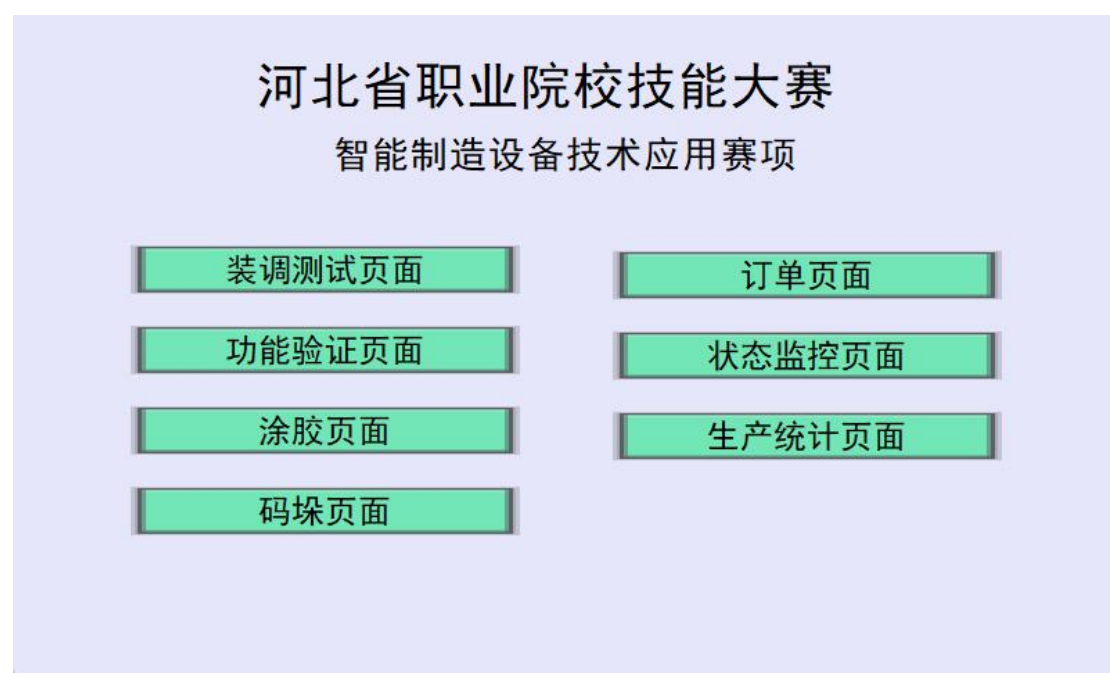 河北省职业院校技能大赛
智能制造设备技术应用赛项
装调测试页面
订单页面
功能验证页面
状态监控页面
涂胶页面
生产统计页面
码垛页面